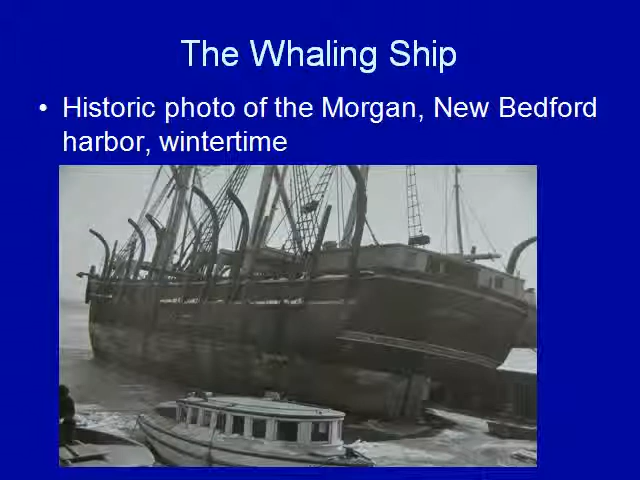 The Whaling Ship
• Historic photo of the Morgan, New Bedford
harbor, wintertime